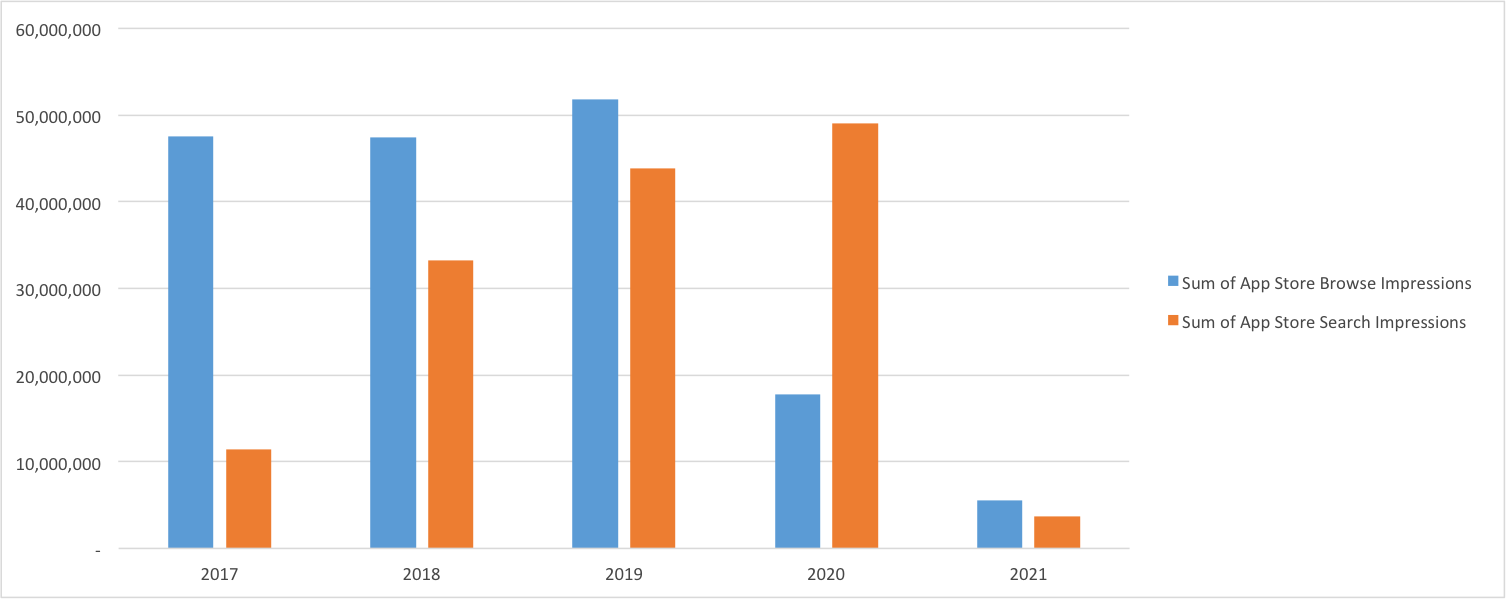 60,000,000
50,000,000
40,000,000
30,000,000
20,000,000
10,000,000
-
2017 2018 2019 2020 2021
Sum of App Store Browse Impressions
Sum of App Store Search Impressions